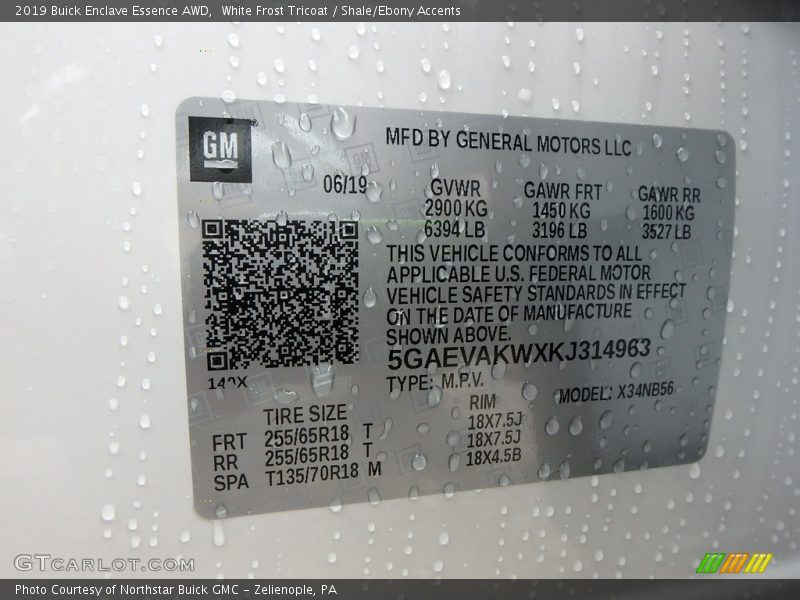 2019 Buick Enclave Essence AWD, White Frost Tricoat / Shale/Ebony Accents
GM
MFD BY GENERAL MOTORS LLC
06/19
GVWR GAWR FRT GAWR RR
2900 KG 1450 KG 1600 KG
6394 LB 3196 LB 3527 LB
THIS VEHICLE CONFORMS TO ALL
APPLICABLE U.S. FEDERAL MOTOR
VEHICLE SAFETY STANDARDS IN EFFECT
ON THE DATE OF MANUFACTURE
SHOWN ABOVE.
5GAEVAKWXKJ314963
TYPE: M.P.V. MODEL: X34NB56
TIRE SIZE RIM
FRT 255/65R18 T 18X7.5J
RR 255/65R18 T 18X7.5J
SPA T135/70R18 M 18X4.5B
GTCARLOT.COM
Photo Courtesy of Northstar Buick GMC - Zelienople, PA